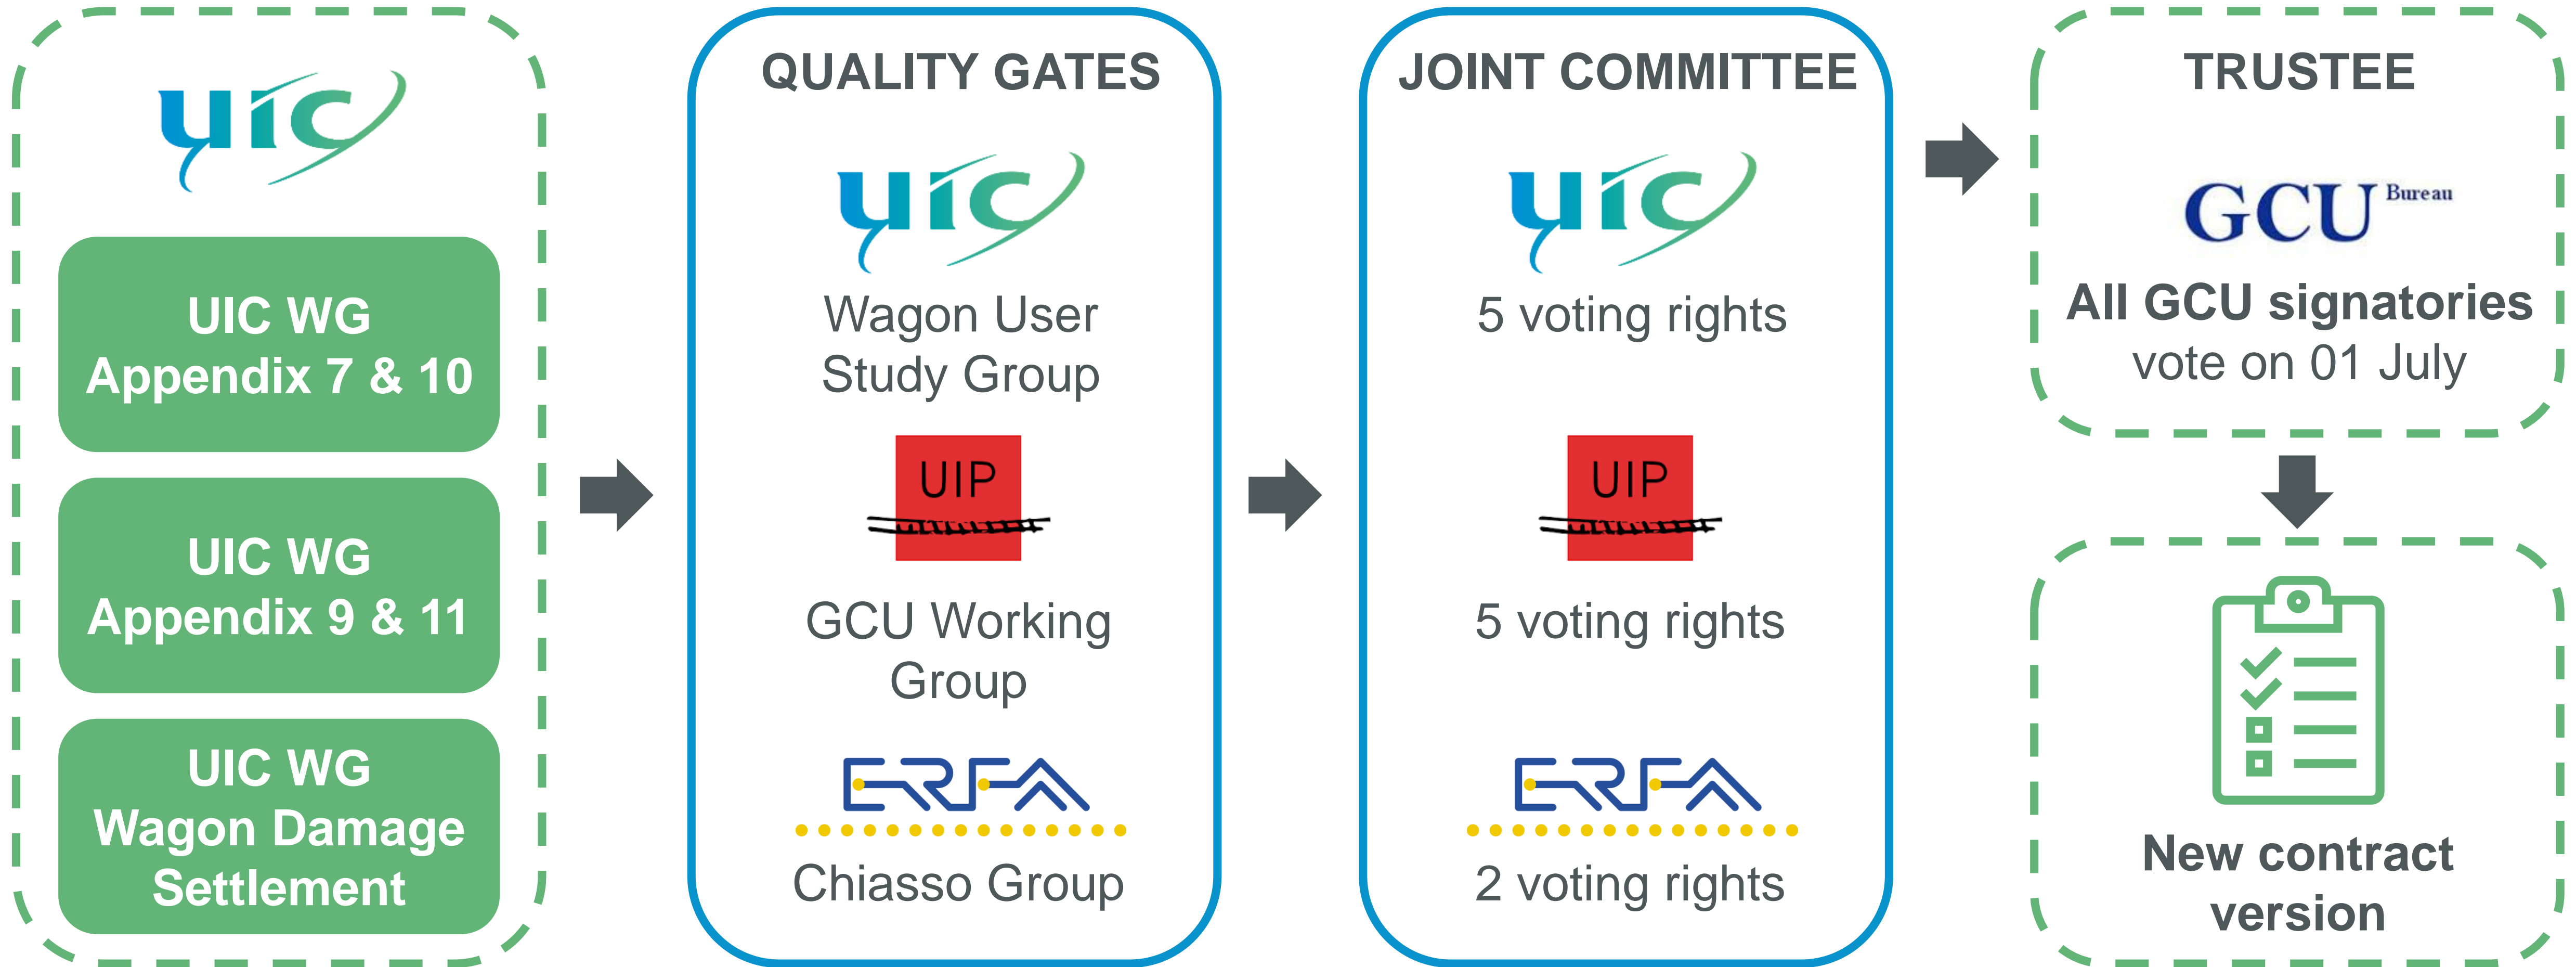 uic
UIC WG
Appendix 7 & 10
UIC WG
Appendix 9 & 11
UIC WG
Wagon Damage
Settlement
QUALITY GATES
uic
Wagon User
Study Group
UIP
GCU Working
Group
ERFA
Chiasso Group
JOINT COMMITTEE
uic
5 voting rights
UIP
5 voting rights
ERFA
2 voting rights
TRUSTEE
GCU Bureau
All GCU signatories
vote on 01 July
New contract
version